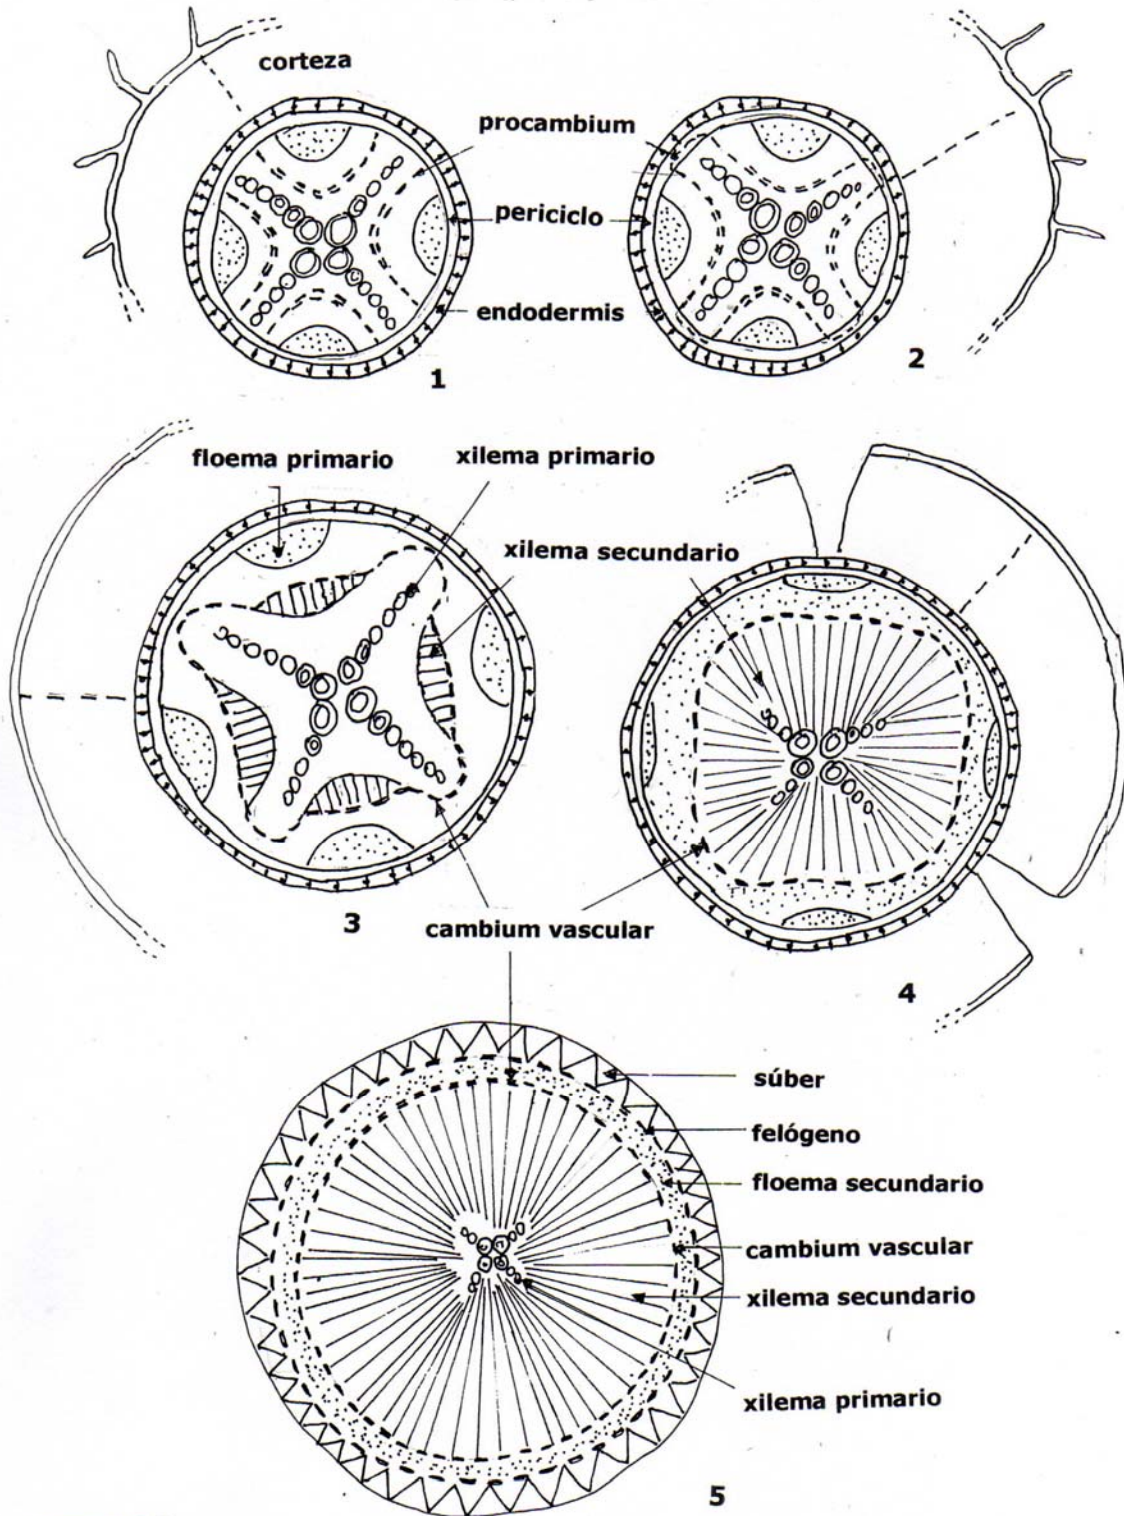 corteza
procambium
periciclo
endodermis
1
2
floema primario
xilema primario
xilema secundario
3
cambium vascular
4
súber
felógeno
floema secundario
cambium vascular
xilema secundario
xilema primario
5